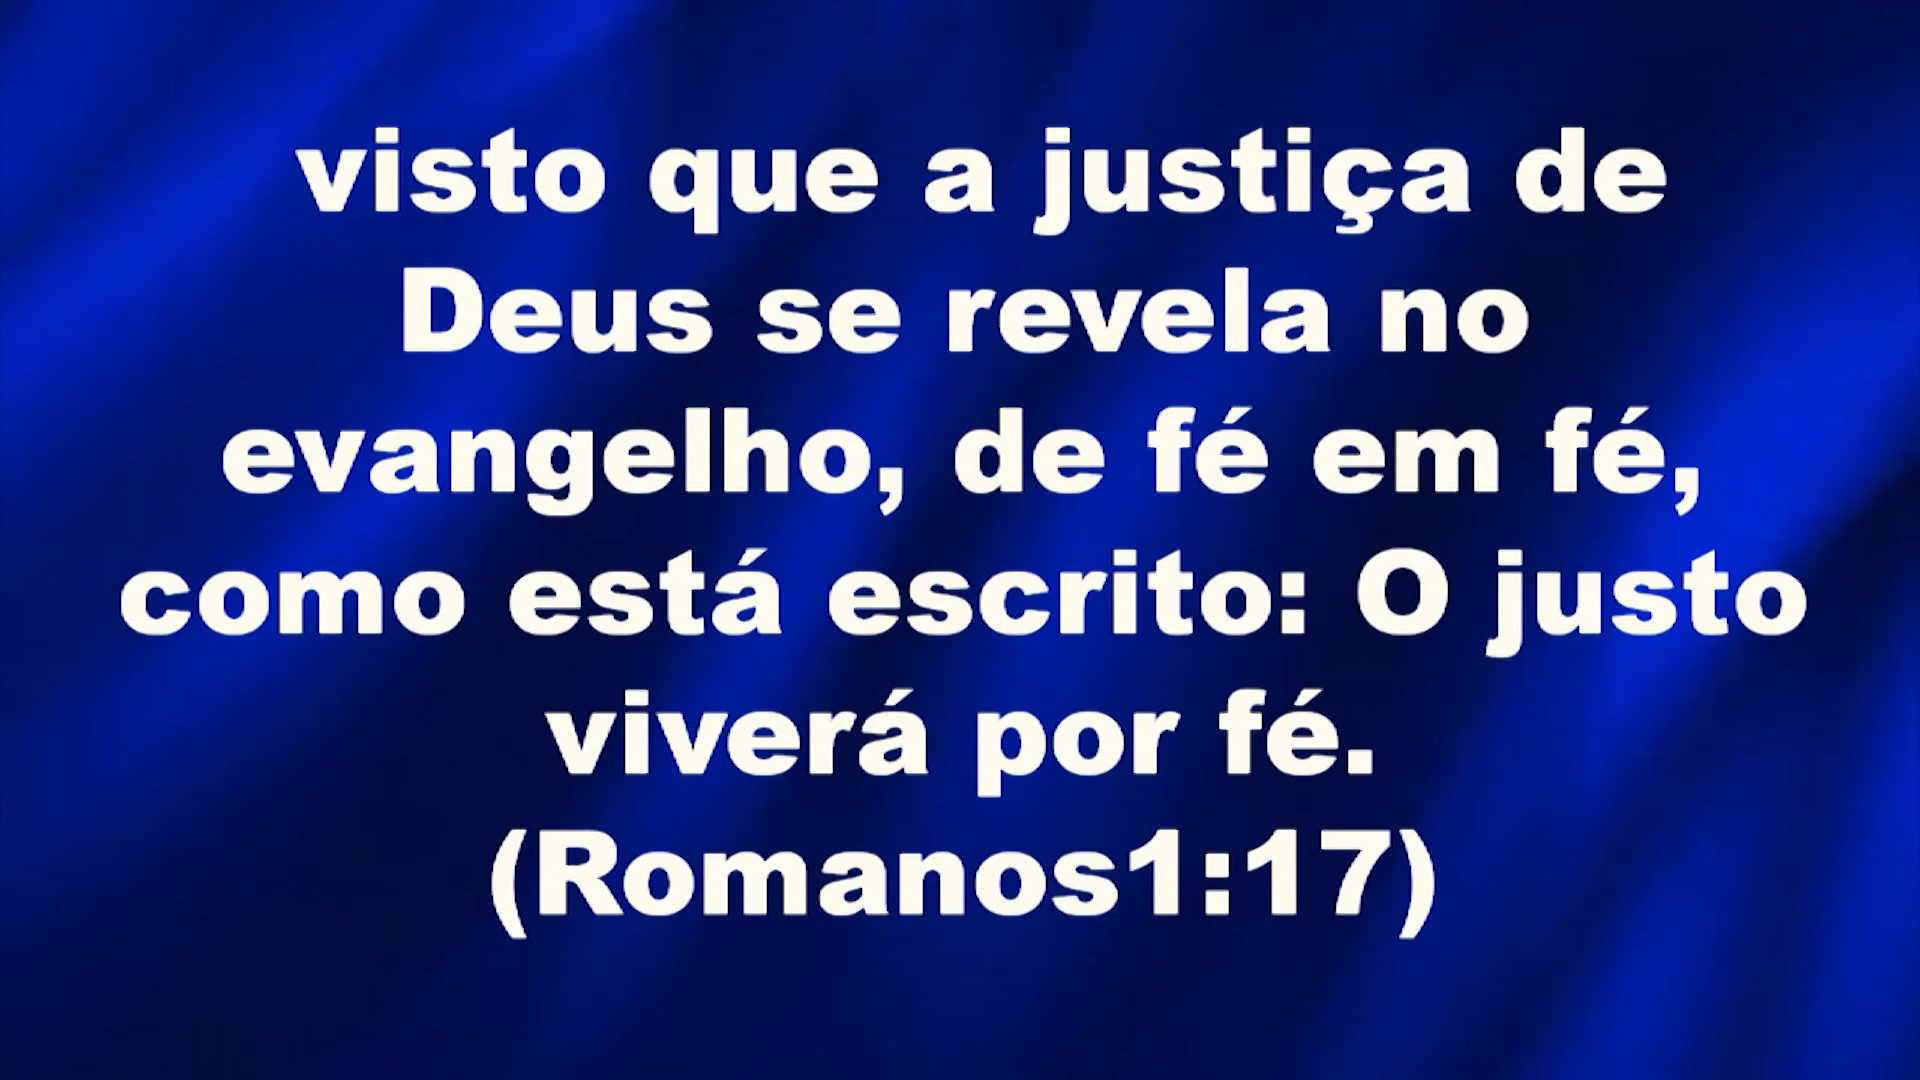 visto que a justiça de
Deus se revela no
evangelho, de fé em fé,
como está escrito: O justo
viverá por fé.
(Romanos1:17)